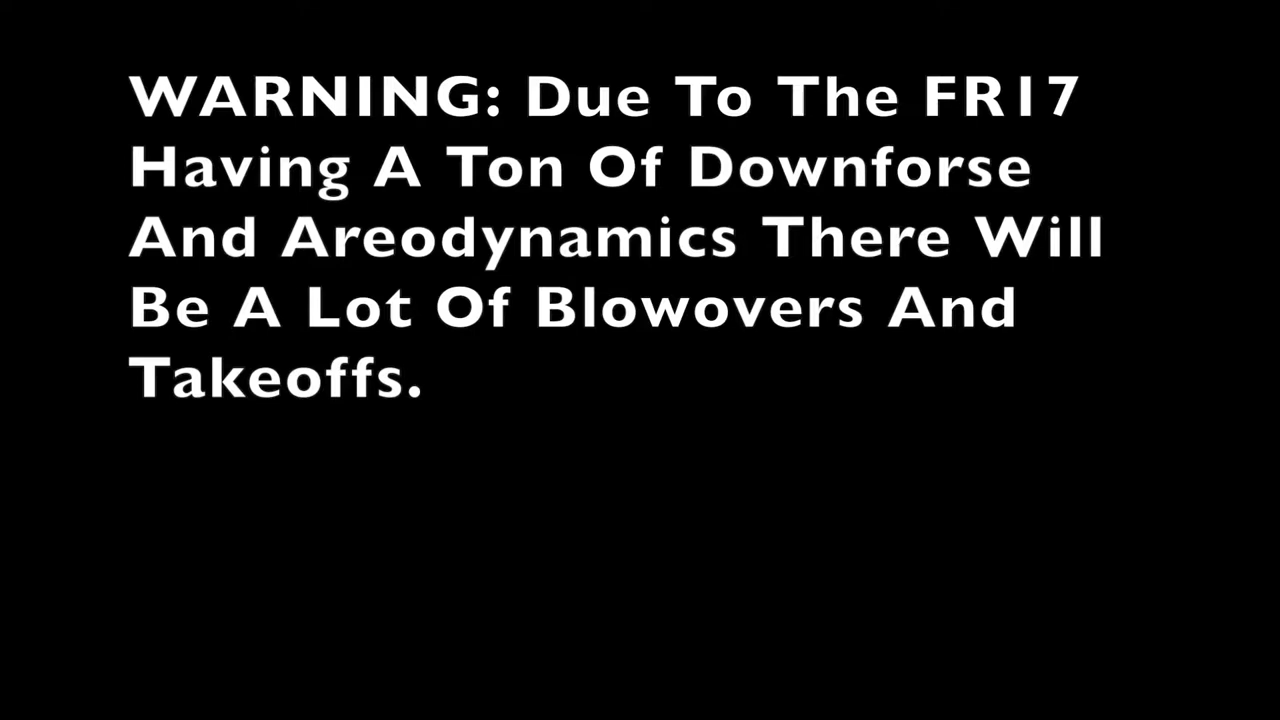 WARNING: Due To The FR17
Having A Ton Of Downforse
And Areodynamics There Will
Be A Lot Of Blowovers And
Takeoffs.